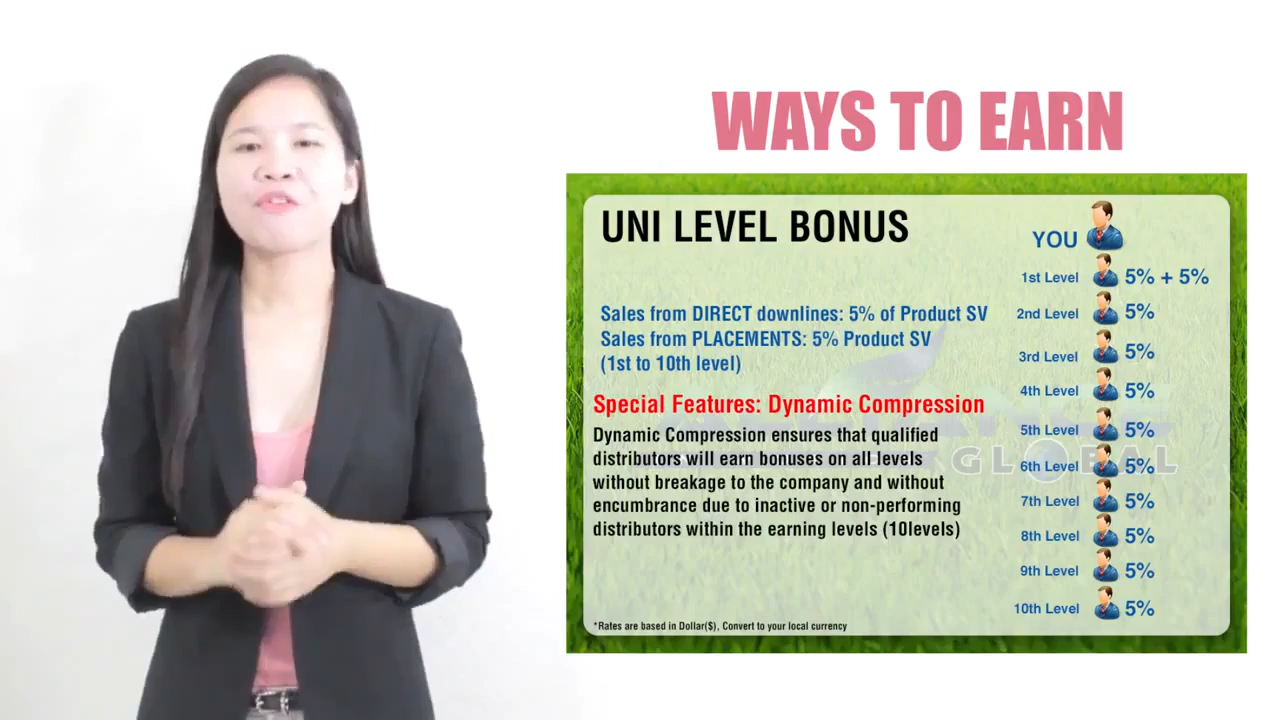 WAYS TO EARN
UNI LEVEL BONUS
Sales from DIRECT downlines: 5% of Product SV
Sales from PLACEMENTS: 5% Product SV
(1st to 10th level)
Special Features: Dynamic Compression
Dynamic Compression ensures that qualified
distributors will earn bonuses on all levels
without breakage to the company and without
encumbrance due to inactive or non-performing
distributors within the earning levels (10levels)
*Rates are based in Dollar($), Convert to your local currency
YOU
1st Level 5% + 5%
2nd Level 5%
3rd Level 5%
4th Level 5%
5th Level 5%
6th Level 5%
7th Level 5%
8th Level 5%
9th Level 5%
10th Level 5%
GLOBAL